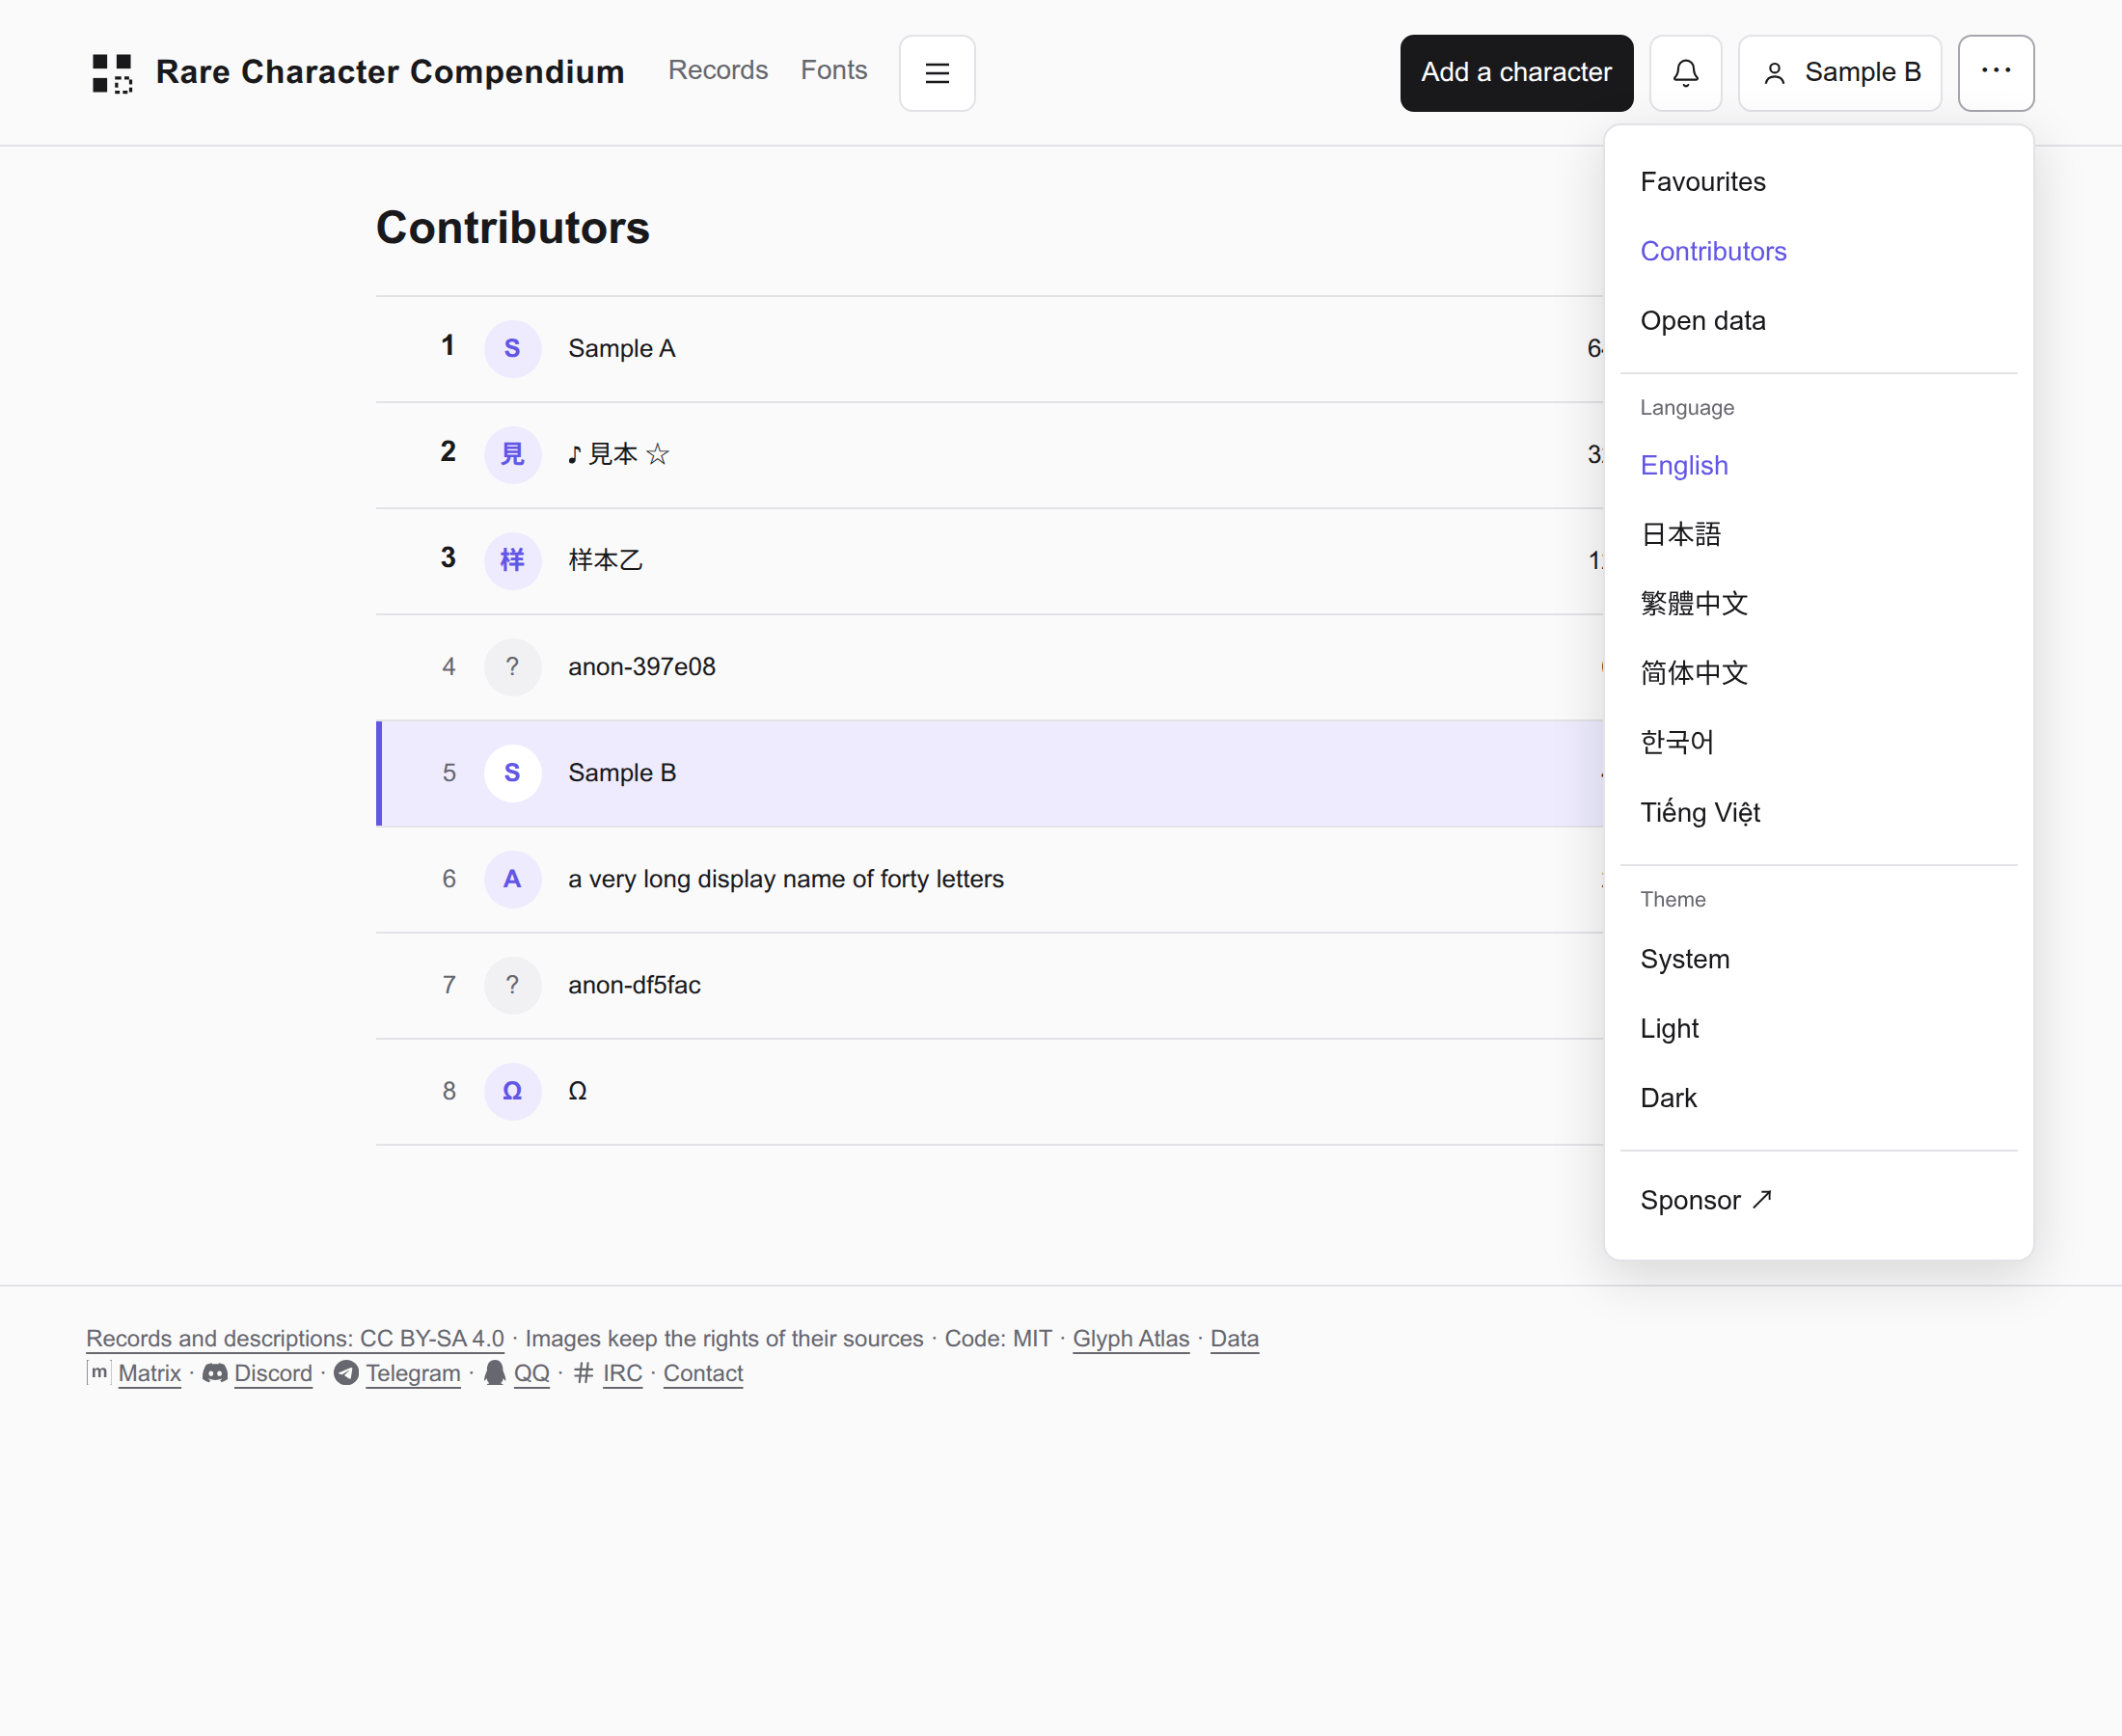 Rare Character Compendium Records Fonts Add a character Sample B ···
Contributors
1 S Sample A
2 見 ♪ 見本 ☆
3 样 样本乙
4 ? anon-397e08
5 S Sample B
6 A a very long display name of forty letters
7 ? anon-df5fac
8 Ω Ω
Favourites
Contributors
Open data
Language
English
日本語
繁體中文
简体中文
한국어
Tiếng Việt
Theme
System
Light
Dark
Sponsor ↗
Records and descriptions: CC BY-SA 4.0 · Images keep the rights of their sources · Code: MIT · Glyph Atlas · Data
[m] Matrix · Discord · Telegram · QQ · # IRC · Contact